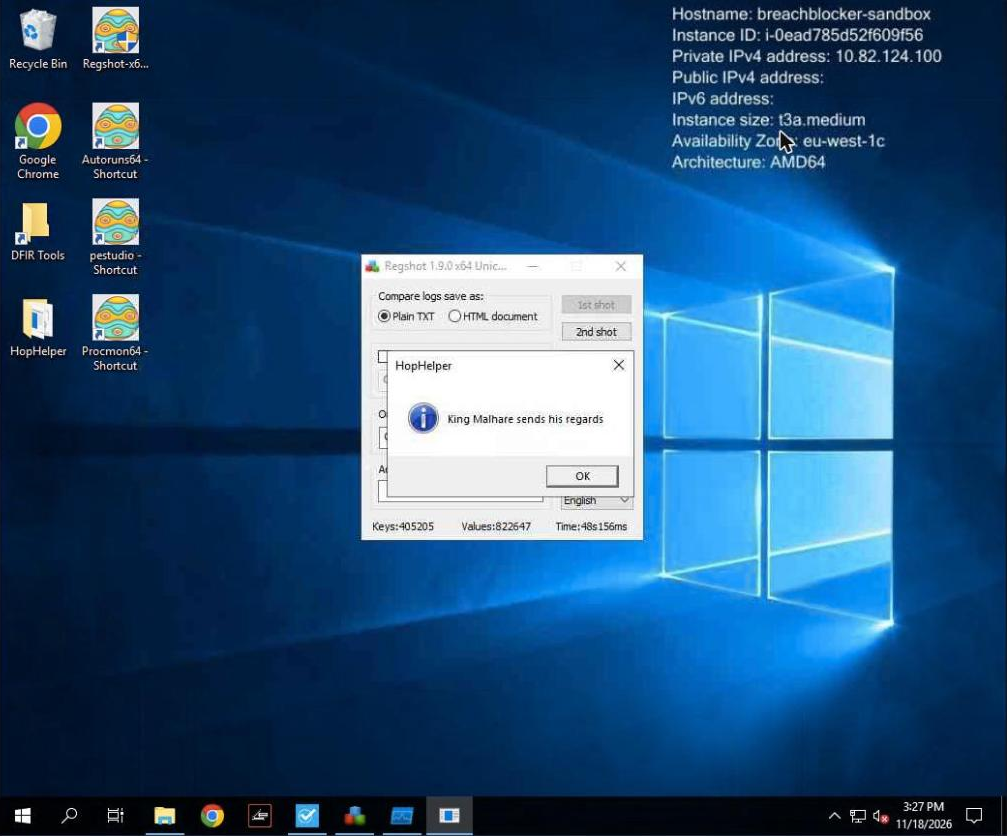 Hostname: breachblocker-sandbox
Instance ID: i-0ead785d52f609f56
Private IPv4 address: 10.82.124.100
Public IPv4 address:
IPv6 address:
Instance size: t3a.medium
Availability Zone: eu-west-1c
Architecture: AMD64
Recycle Bin
Regshot-x6...
Google
Chrome
Autoruns64 -
Shortcut
DFIR Tools
pestudio -
Shortcut
HopHelper
Procmon64 -
Shortcut
Regshot 1.9.0 x64 Unic...
Compare logs save as:
Plain TXT
HTML document
1st shot
2nd shot
HopHelper
King Malhare sends his regards
OK
English
Keys:405205
Values:822647
Time:48s156ms
3:27 PM
11/18/2026